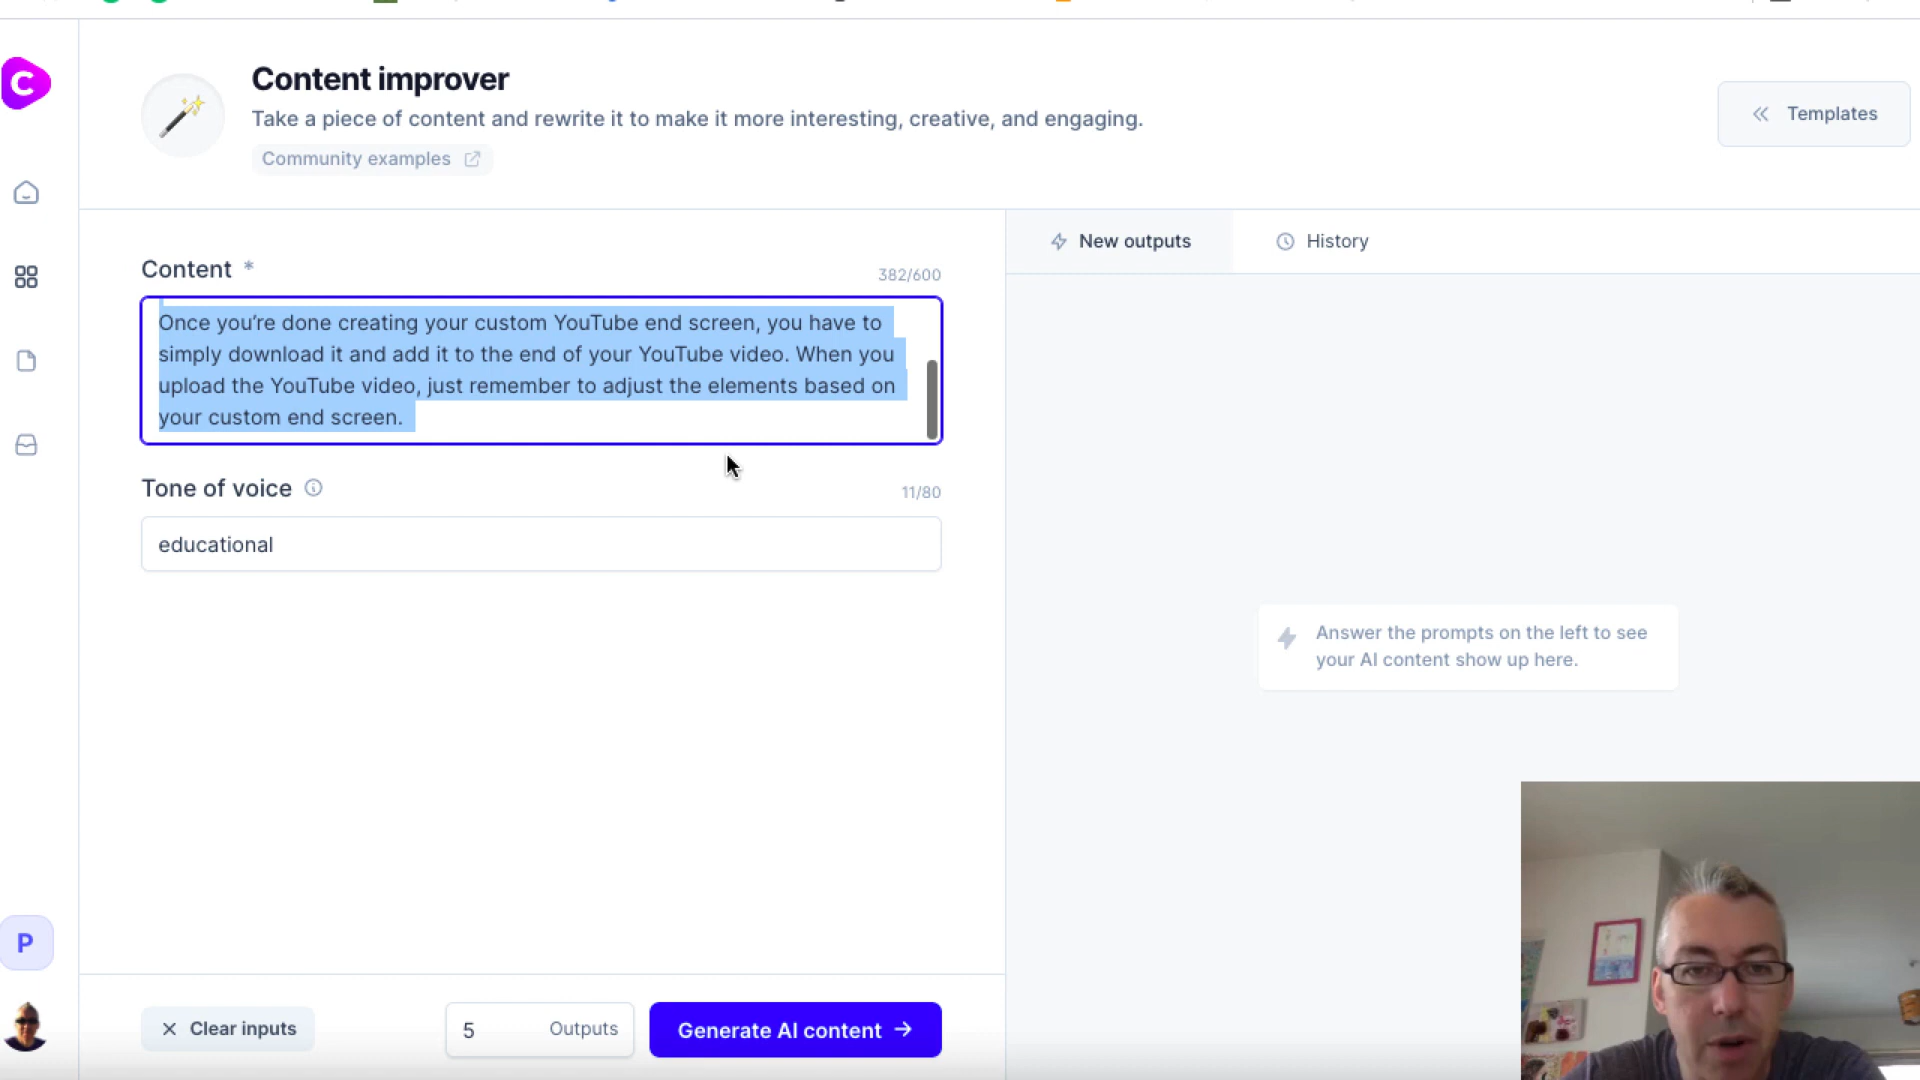 C
Content improver
Take a piece of content and rewrite it to make it more interesting, creative, and engaging.
Community examples
Templates
Content *
382/600
Once you’re done creating your custom YouTube end screen, you have to
simply download it and add it to the end of your YouTube video. When you
upload the YouTube video, just remember to adjust the elements based on
your custom end screen.
Tone of voice
11/80
educational
New outputs
History
Answer the prompts on the left to see
your AI content show up here.
P
Clear inputs
5 Outputs
Generate AI content